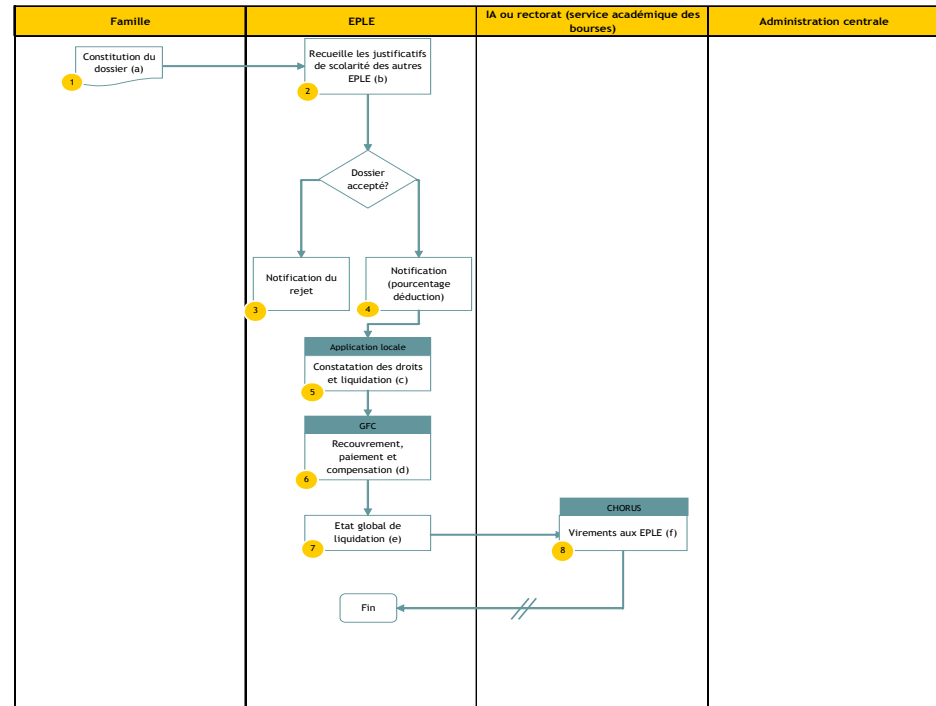 Famille
EPLE
IA ou rectorat (service académique des
bourses)
Administration centrale
Constitution du
dossier (a)
1
Recueille les justificatifs
de scolarité des autres
EPLE (b)
2
Dossier
accepté?
Notification du
rejet
3
Notification
(pourcentage
déduction)
4
Application locale
Constatation des droits
et liquidation (c)
5
GFC
Recouvrement,
paiement et
compensation (d)
6
Etat global de
liquidation (e)
7
CHORUS
Virements aux EPLE (f)
8
Fin